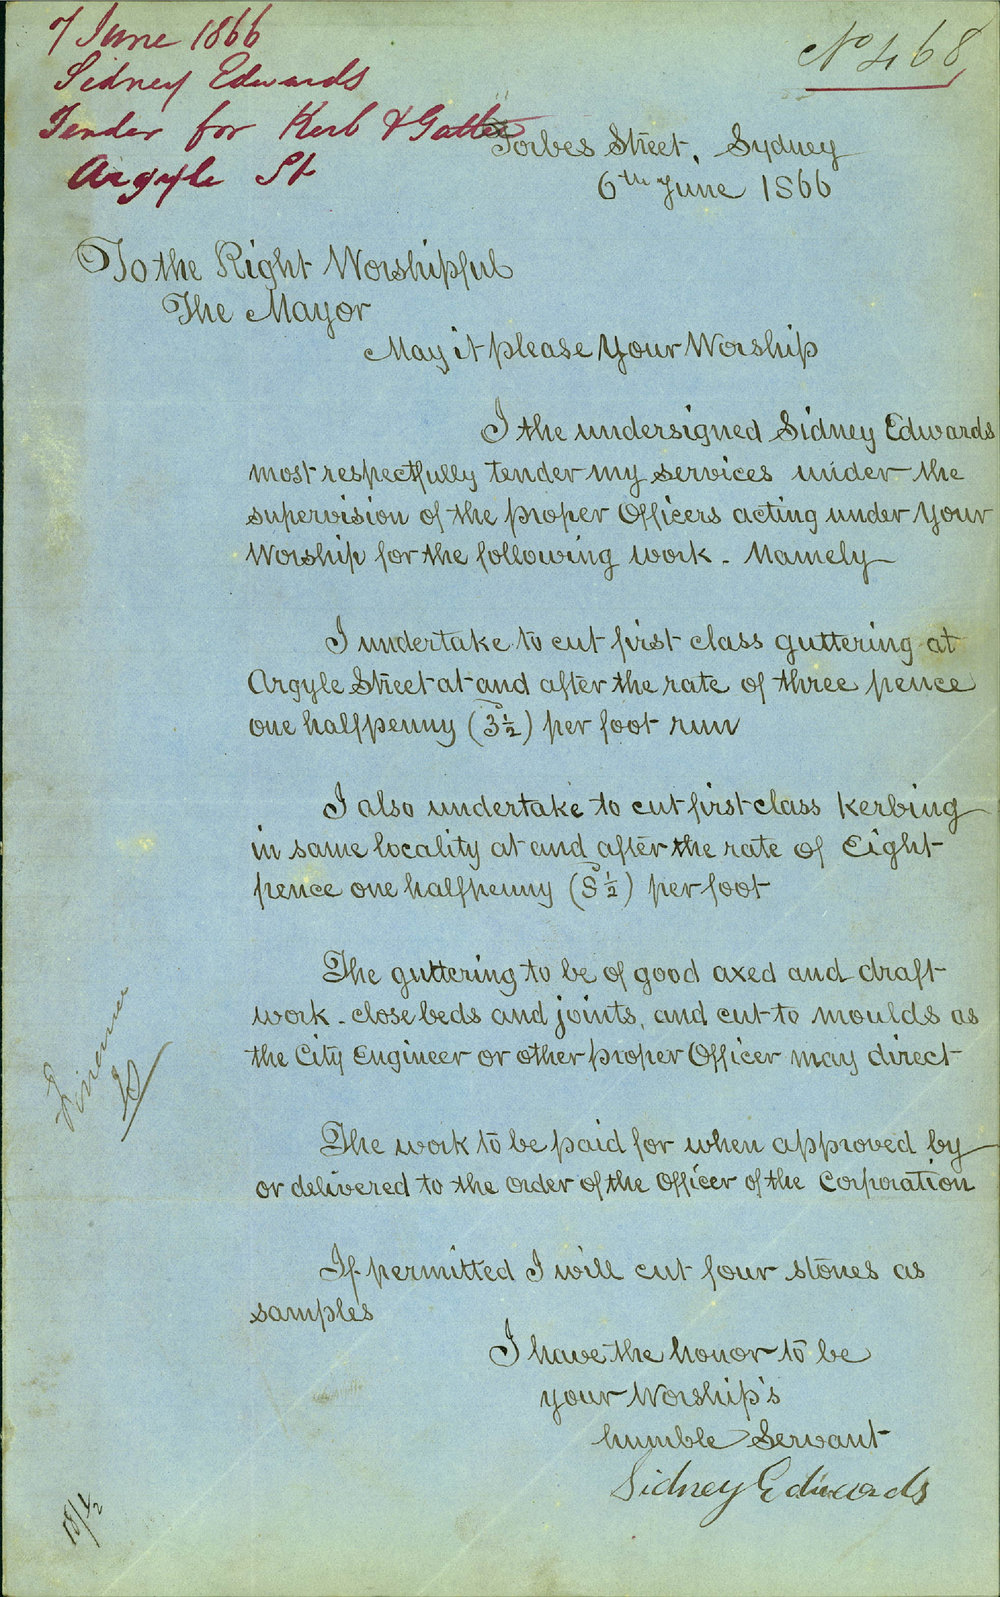 7 June 1866
Sidney Edwards
Tender for Kerb & Gutter
Argyle St
No 468
Forbes Street, Sydney
6th June 1866
To the Right Worshipful
The Mayor
May it please Your Worship
I the undersigned Sidney Edwards
most respectfully tender my services under the
supervision of the proper Officers acting under Your
Worship for the following work - Namely
I undertake to cut first class guttering at
Argyle Street at and after the rate of three pence
one halfpenny (3½) per foot run
I also undertake to cut first class kerbing
in same locality at and after the rate of Eight
pence one halfpenny (8½) per foot
The guttering to be of good axed and draft
work - close beds and joints, and cut to moulds as
the City Engineer or other proper Officer may direct
The work to be paid for when approved by
or delivered to the order of the Officer of the Corporation
If permitted I will cut four stones as
samples
I have the honor to be
your Worship's
humble Servant
Sidney Edwards